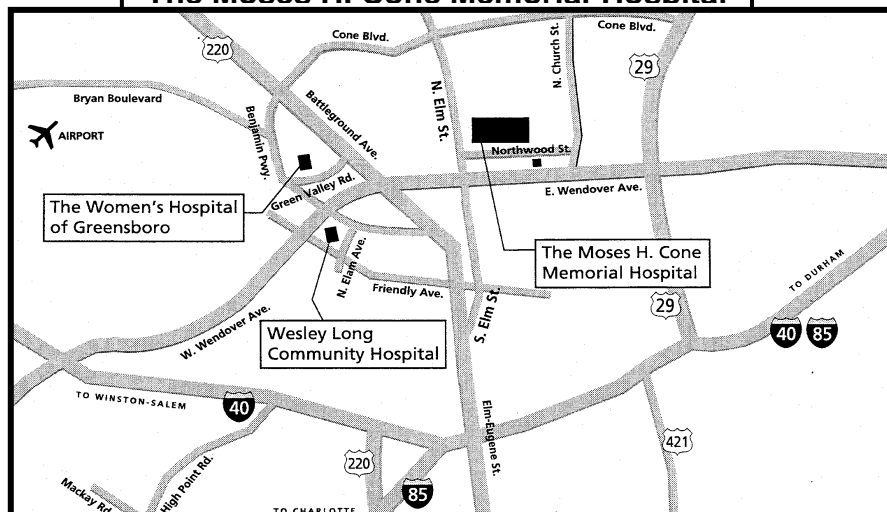 The Moses H. Cone Memorial Hospital
220
Cone Blvd.
Cone Blvd.
N. Church St.
29
Bryan Boulevard
Battleground Ave.
N. Elm St.
Benjamin Pwy.
AIRPORT
Northwood St.
Green Valley Rd.
E. Wendover Ave.
The Women's Hospital
of Greensboro
N. Elam Ave.
The Moses H. Cone
Memorial Hospital
TO DURHAM
Friendly Ave.
29
S. Elm St.
40
85
W. Wendover Ave.
Wesley Long
Community Hospital
TO WINSTON-SALEM
40
Elm-Eugene St.
421
220
High Point Rd.
Mackay Rd.
85
TO CHARLOTTE